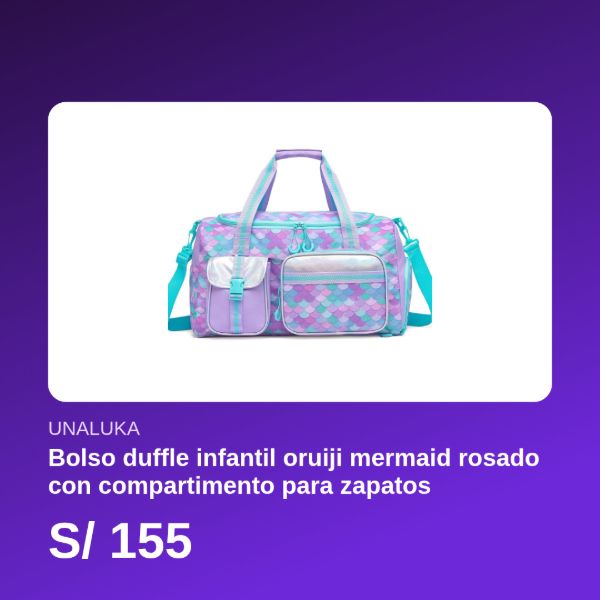 UNALUKA
Bolso duffle infantil oruiji mermaid rosado
con compartimento para zapatos
S/ 155